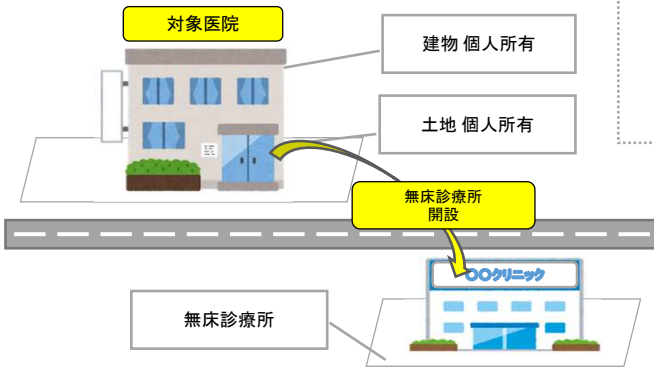 対象医院
建物 個人所有
土地 個人所有
無床診療所
開設
〇〇クリニック
無床診療所